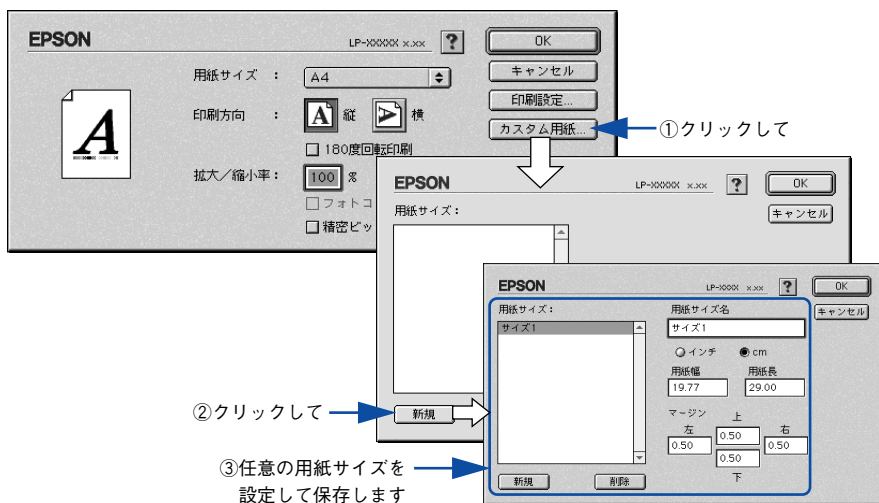 EPSON
LP-XXXXX x.xx
?
OK
用紙サイズ :
A4
キャンセル
印刷方向 :
A
縦
A
横
印刷設定...
カスタム用紙...
①クリックして
A
180度回転印刷
拡大／縮小率 :
100
%
フォトコ
精密ビッ
EPSON
LP-XXXXX x.xx
?
OK
用紙サイズ :
キャンセル
②クリックして
新規
EPSON
LP-XXXX x.xx
?
OK
用紙サイズ :
用紙サイズ名
キャンセル
サイズ1
サイズ1
インチ
cm
用紙幅
用紙長
19.77
29.00
マージン
上
左
右
0.50
0.50
0.50
0.50
下
新規
削除
③任意の用紙サイズを
設定して保存します